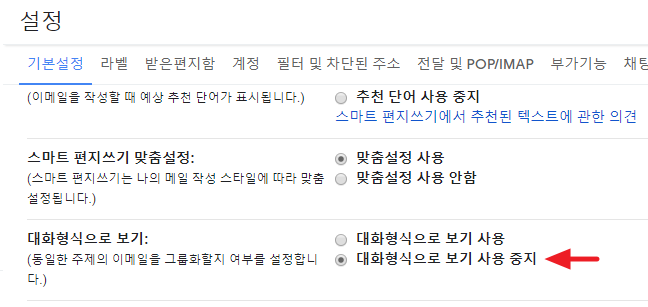 설정
기본설정 라벨 받은편지함 계정 필터 및 차단된 주소 전달 및 POP/IMAP 부가기능 채팅
(이메일을 작성할 때 예상 추천 단어가 표시됩니다.) 추천 단어 사용 중지
스마트 편지쓰기에서 추천된 텍스트에 관한 의견
스마트 편지쓰기 맞춤설정: 맞춤설정 사용
(스마트 편지쓰기는 나의 메일 작성 스타일에 따라 맞춤 맞춤설정 사용 안함
설정됩니다.)
대화형식으로 보기: 대화형식으로 보기 사용
(동일한 주제의 이메일을 그룹화할지 여부를 설정합니 대화형식으로 보기 사용 중지
다.)